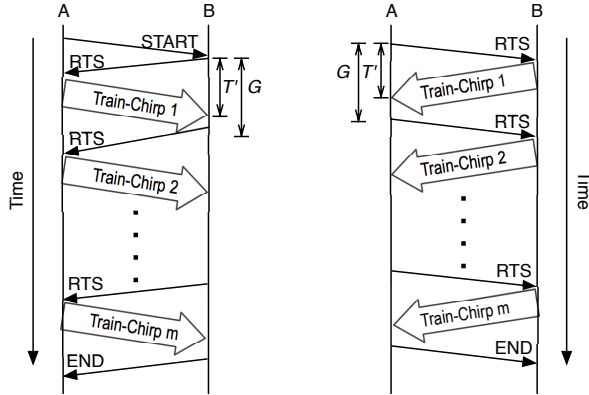 A
B
START
RTS
T'
G
Train-Chirp 1
RTS
Train-Chirp 2
RTS
Train-Chirp m
END
Time
A
B
RTS
G
T'
Train-Chirp 1
RTS
Train-Chirp 2
RTS
Train-Chirp m
END
Time